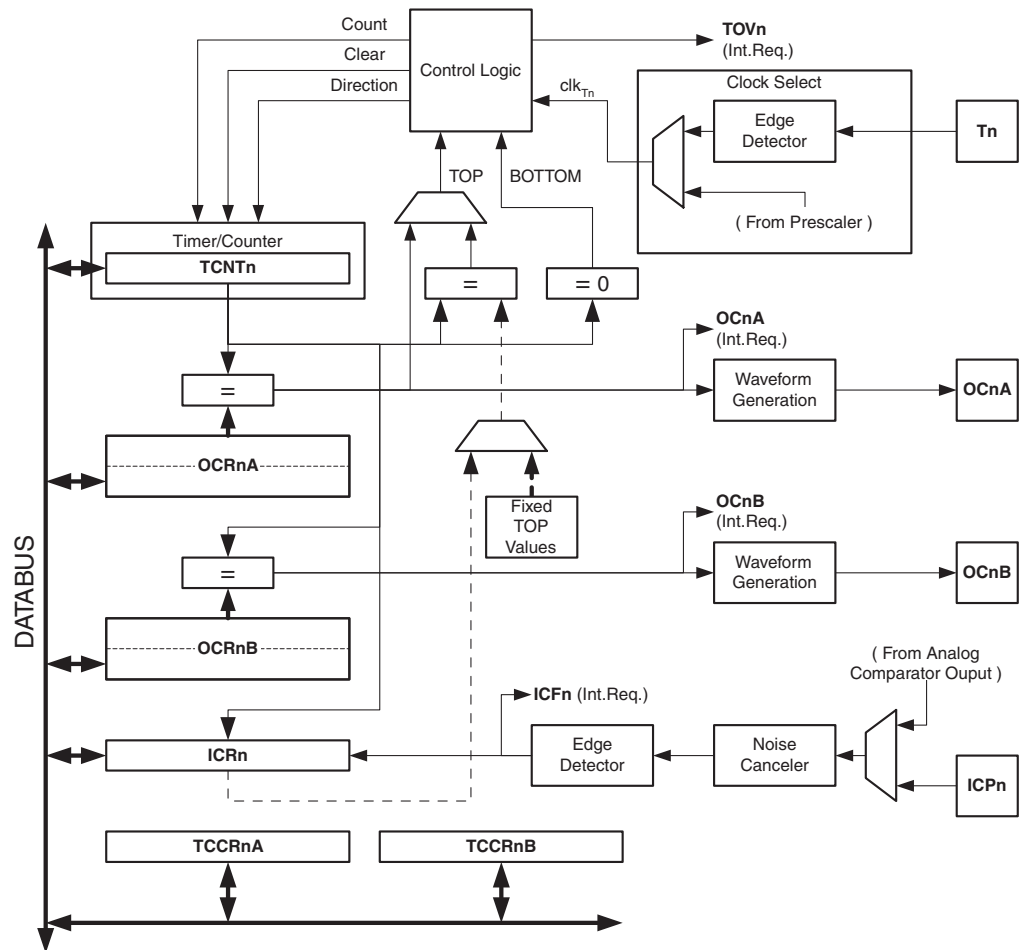 Count
Clear
Direction
Control Logic
TOVn
(Int.Req.)
clkTn
Clock Select
Edge
Detector
Tn
( From Prescaler )
TOP
BOTTOM
Timer/Counter
TCNTn
=
= 0
OCnA
(Int.Req.)
=
Waveform
Generation
OCnA
OCRnA
Fixed
TOP
Values
OCnB
(Int.Req.)
=
Waveform
Generation
OCnB
DATABUS
OCRnB
( From Analog
Comparator Ouput )
ICFn (Int.Req.)
ICRn
Edge
Detector
Noise
Canceler
ICPn
TCCRnA
TCCRnB